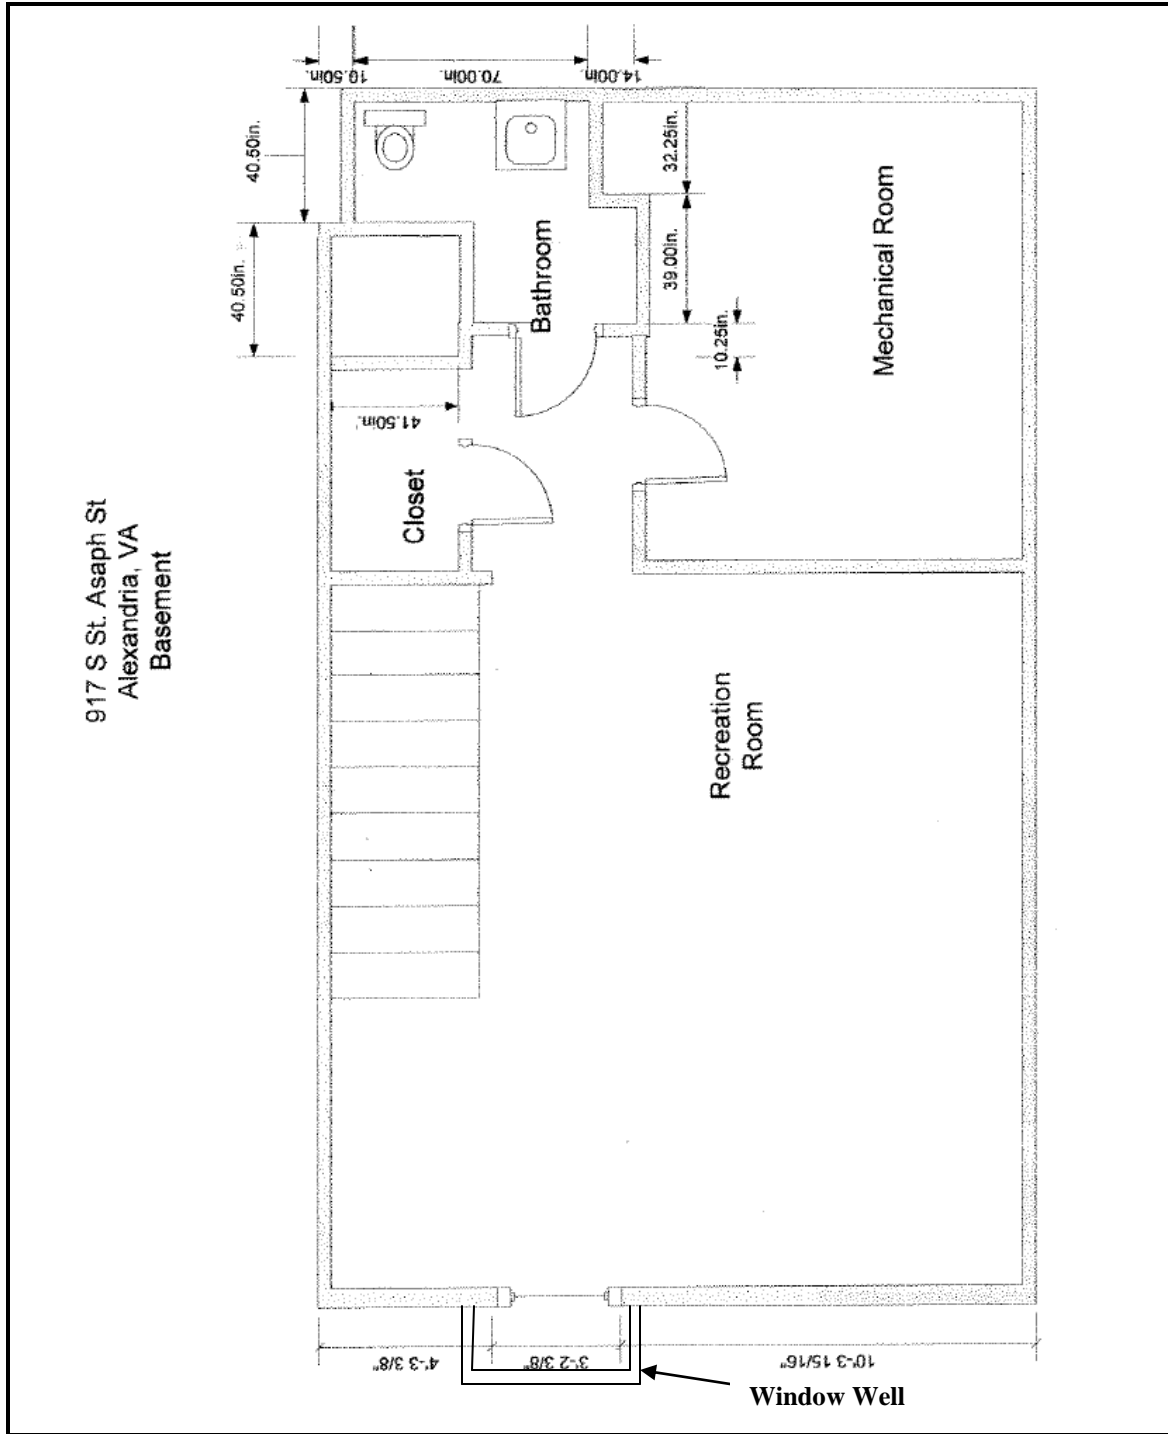 917 S St. Asaph St
Alexandria, VA
Basement
10.50in.
70.00in.
14.00in.
40.50in.
40.50in.
32.25in.
39.00in.
10.25in.
41.50in.
Bathroom
Mechanical Room
Closet
Recreation
Room
4'-3 3/8"
3'-2 3/8"
10'-3 15/16"
Window Well